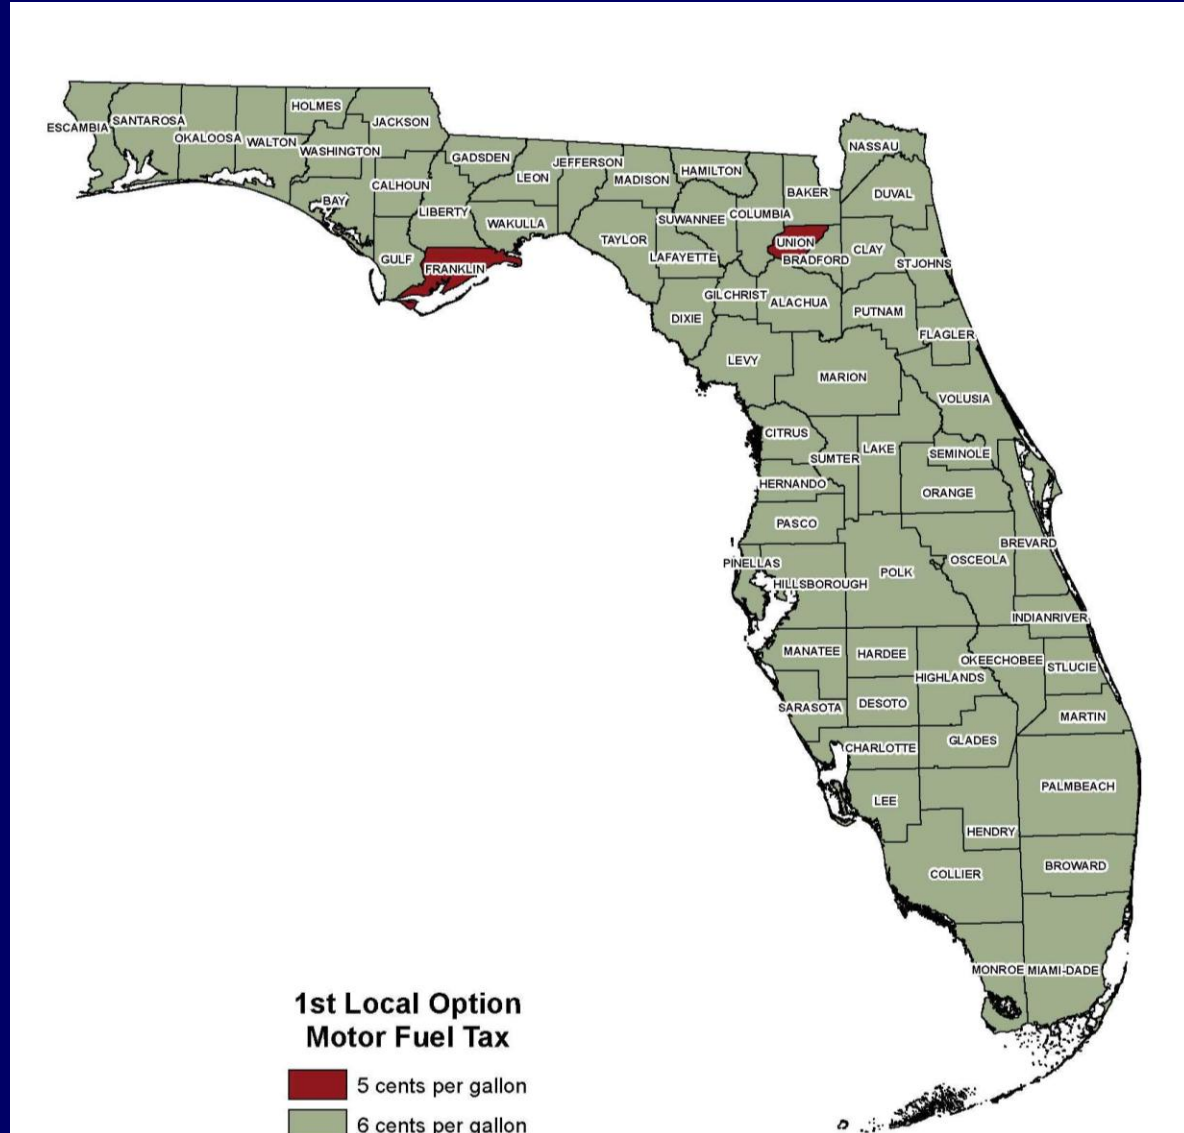 HOLMES
JACKSON
SANTAROSA
ESCAMBIA
OKALOOSA
WALTON
WASHINGTON
NASSAU
GADSDEN
JEFFERSON
HAMILTON
LEON
MADISON
CALHOUN
BAKER
DUVAL
BAY
LIBERTY
COLUMBIA
SUWANNEE
WAKULLA
TAYLOR
UNION
CLAY
LAFAYETTE
GULF
BRADFORD
STJOHNS
FRANKLIN
GILCHRIST
ALACHUA
PUTNAM
DIXIE
FLAGLER
LEVY
MARION
VOLUSIA
CITRUS
LAKE
SEMINOLE
SUMTER
HERNANDO
ORANGE
PASCO
BREVARD
OSCEOLA
PINELLAS
POLK
HILLSBOROUGH
INDIANRIVER
MANATEE
HARDEE
OKEECHOBEE
STLUCIE
HIGHLANDS
DESOTO
SARASOTA
MARTIN
GLADES
CHARLOTTE
PALMBEACH
LEE
HENDRY
BROWARD
COLLIER
MONROE
MIAMI-DADE
1st Local Option
Motor Fuel Tax
5 cents per gallon
6 cents per gallon